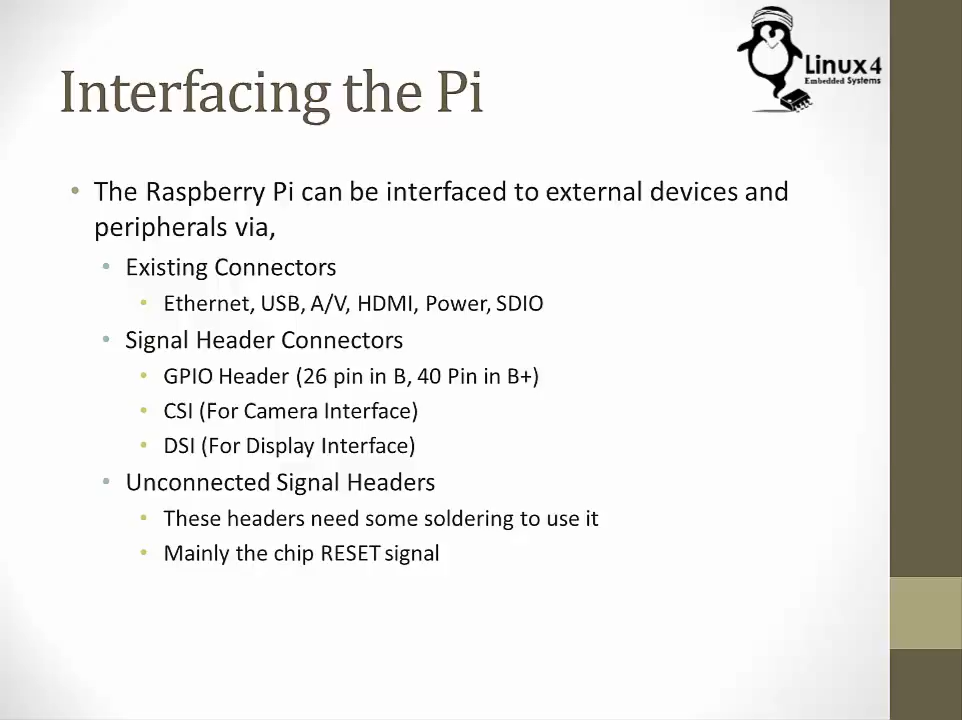 Linux4
Embedded Systems
Interfacing the Pi
• The Raspberry Pi can be interfaced to external devices and
peripherals via,
• Existing Connectors
• Ethernet, USB, A/V, HDMI, Power, SDIO
• Signal Header Connectors
• GPIO Header (26 pin in B, 40 Pin in B+)
• CSI (For Camera Interface)
• DSI (For Display Interface)
• Unconnected Signal Headers
• These headers need some soldering to use it
• Mainly the chip RESET signal